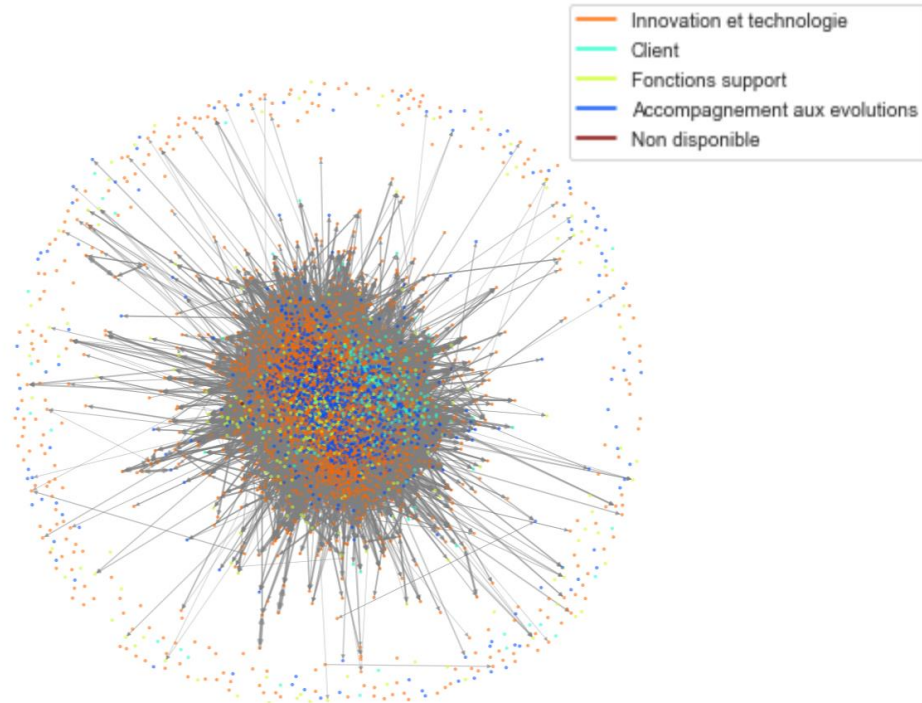 Innovation et technologie
Client
Fonctions support
Accompagnement aux evolutions
Non disponible